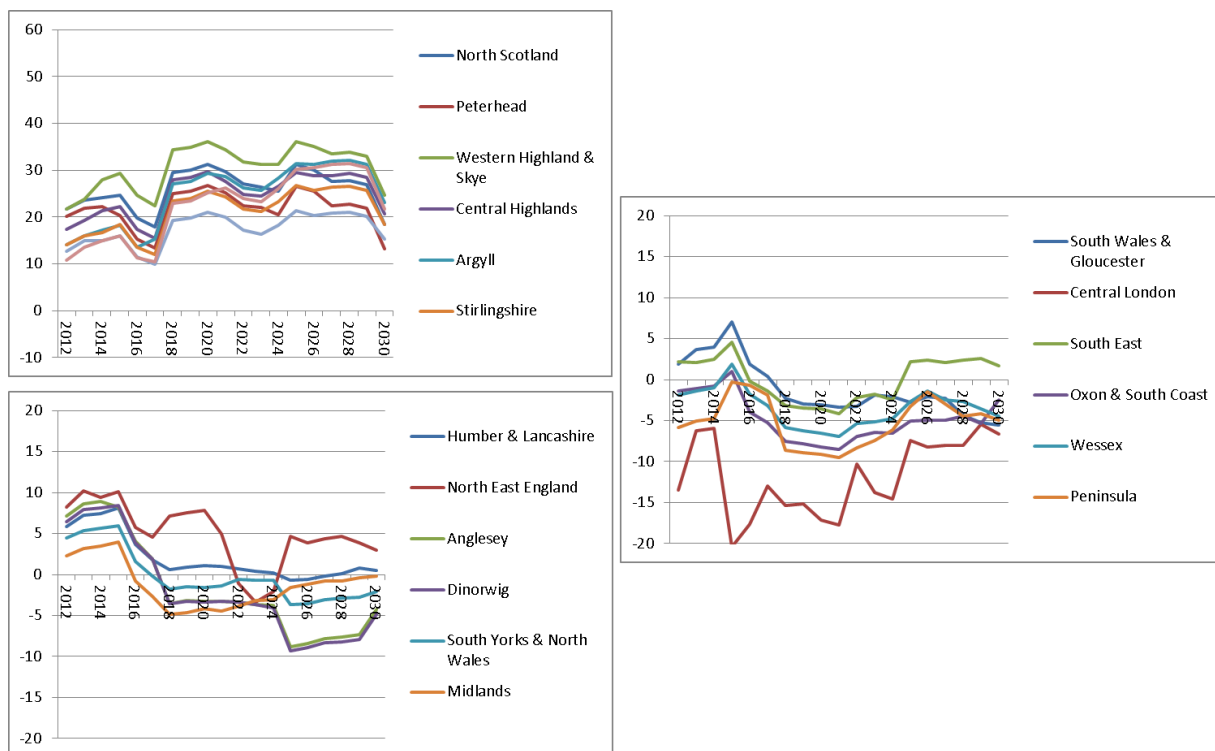 60
50
40
30
20
10
0
-10
2012
2014
2016
2018
2020
2022
2024
2026
2028
2030
North Scotland
Peterhead
Western Highland &
Skye
Central Highlands
Argyll
Stirlingshire
20
15
10
5
0
-5
-10
-15
-20
2012
2014
2016
2018
2020
2022
2024
2026
2028
2030
Humber & Lancashire
North East England
Anglesey
Dinorwig
South Yorks & North
Wales
Midlands
20
15
10
5
0
-5
-10
-15
-20
2012
2014
2016
2018
2020
2022
2024
2026
2028
2030
South Wales &
Gloucester
Central London
South East
Oxon & South Coast
Wessex
Peninsula